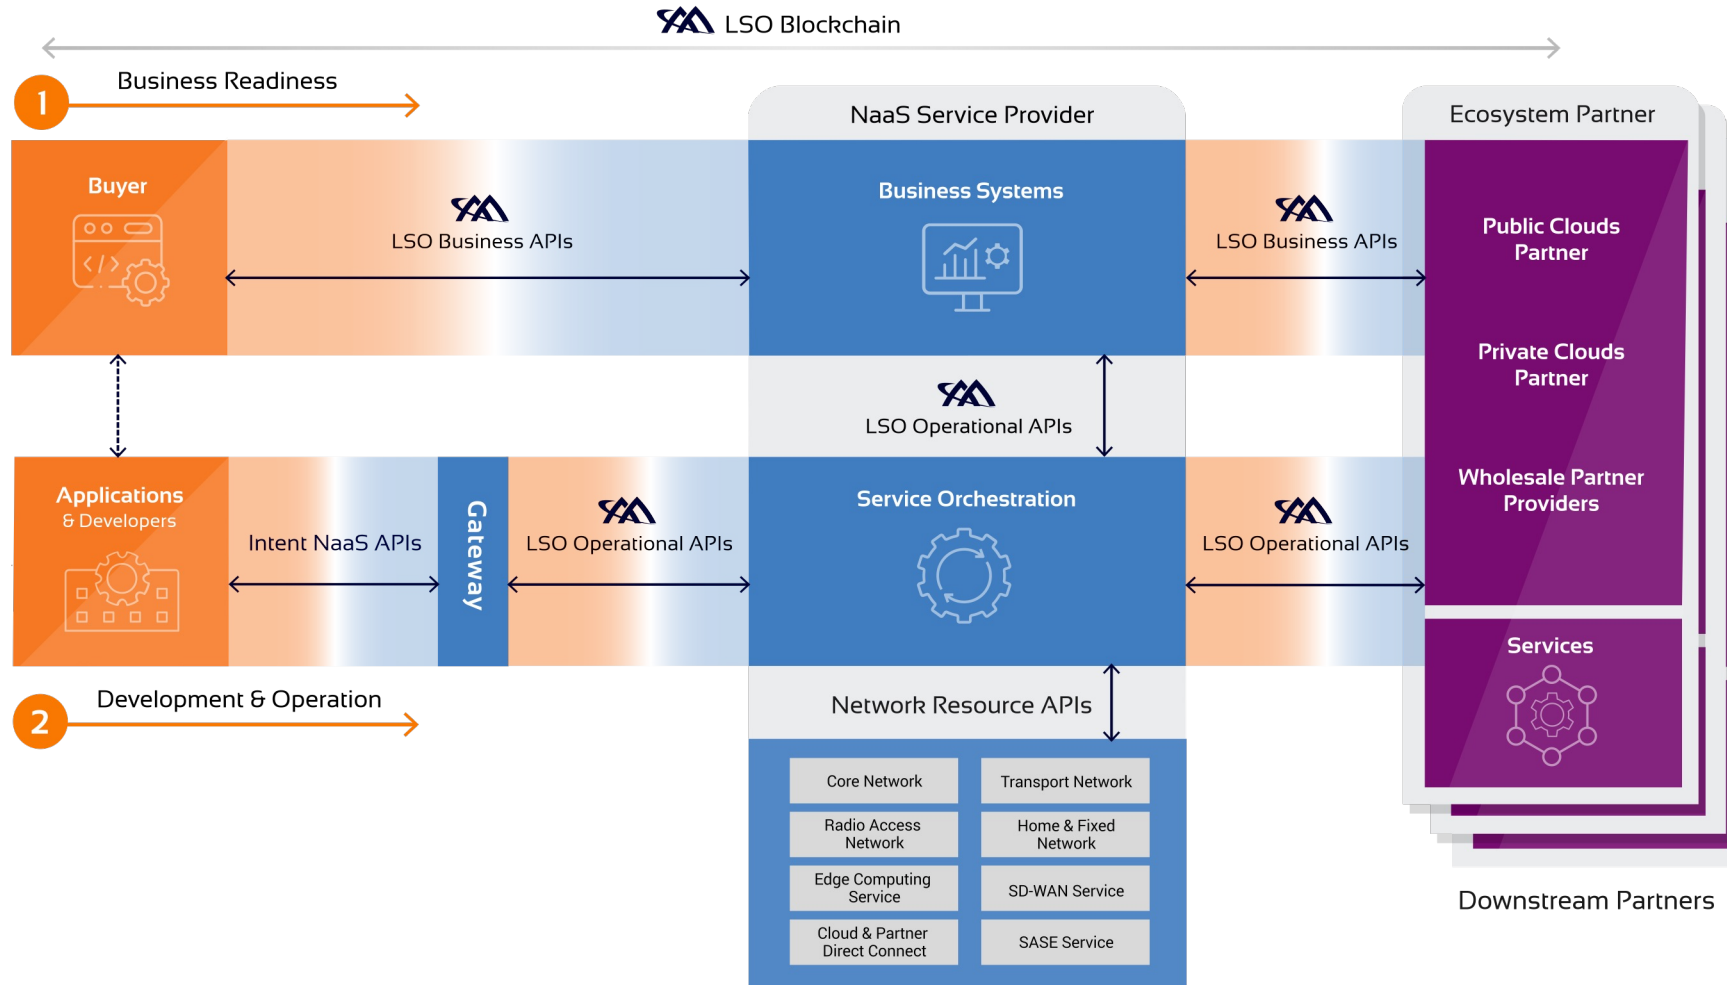 LSO Blockchain
1
Business Readiness
NaaS Service Provider
Ecosystem Partner
Buyer
LSO Business APIs
Business Systems
LSO Business APIs
Public Clouds
Partner
Private Clouds
Partner
LSO Operational APIs
Applications
& Developers
Intent NaaS APIs
Gateway
LSO Operational APIs
Service Orchestration
LSO Operational APIs
Wholesale Partner
Providers
Services
2
Development & Operation
Network Resource APIs
Core Network
Transport Network
Radio Access
Network
Home & Fixed
Network
Edge Computing
Service
SD-WAN Service
Cloud & Partner
Direct Connect
SASE Service
Downstream Partners